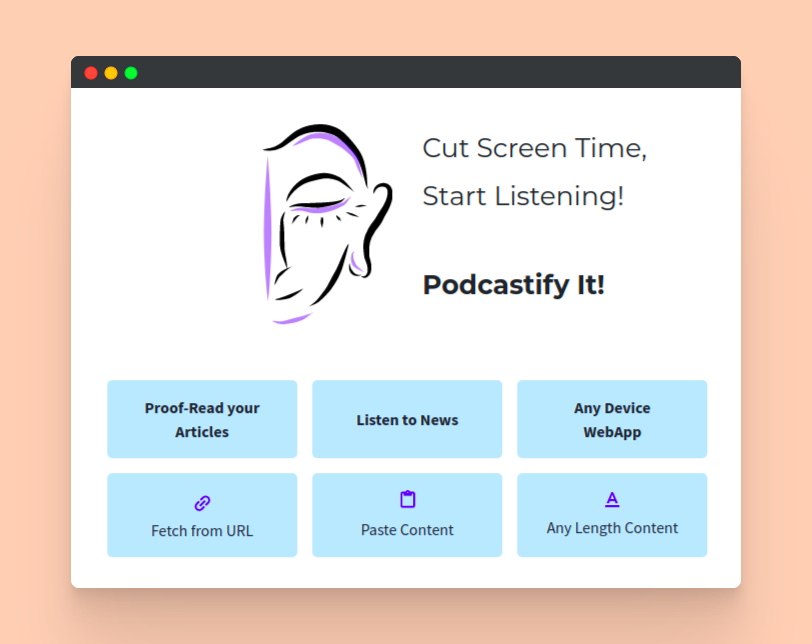 Cut Screen Time,
Start Listening!
Podcastify It!
Proof-Read your
Articles
Listen to News
Any Device
WebApp
Fetch from URL
Paste Content
Any Length Content